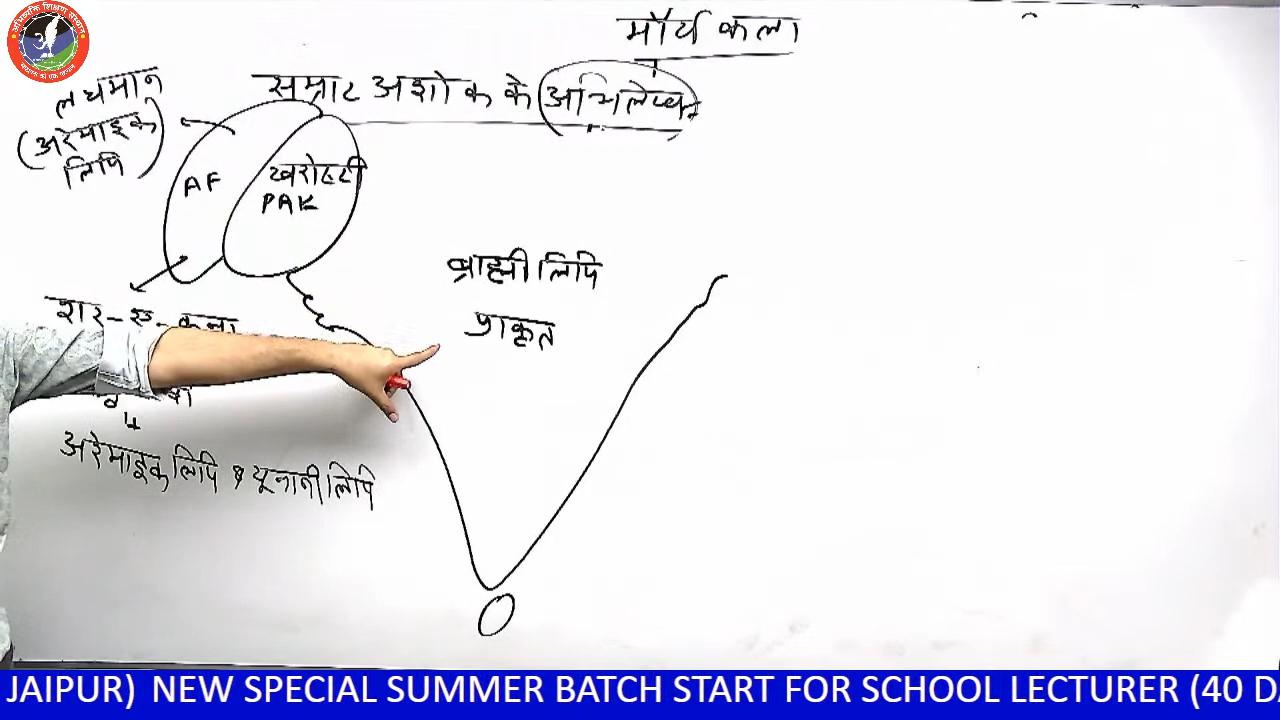 मौर्य कला
सम्राट अशोक के अभिलेख
लघमान
(अरेमाइक
लिपि)
AF
खरोष्टी
PAK
ब्राह्मी लिपि
प्राकृत
शार-ए-कुना
अरेमाइक लिपि & यूनानी लिपि
JAIPUR) NEW SPECIAL SUMMER BATCH START FOR SCHOOL LECTURER (40 D